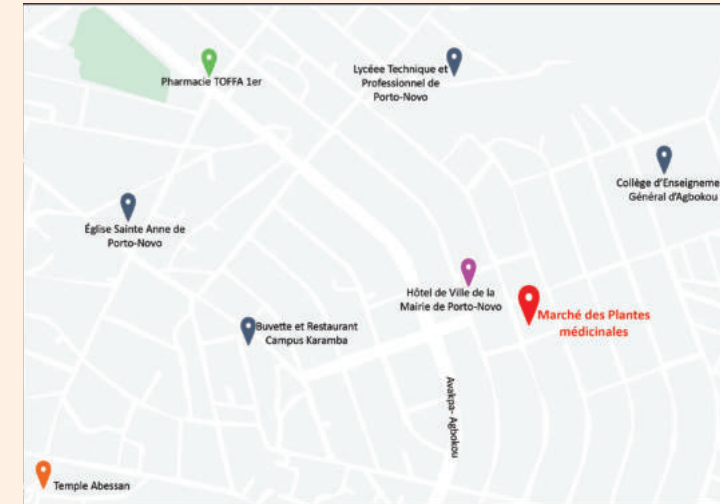 Pharmacie TOFFA 1er
Lycéee Technique et
Professionnel de
Porto-Novo
Collège d'Enseigneme
Général d'Agbokou
Église Sainte Anne de
Porto-Novo
Hôtel de Ville de la
Mairie de Porto-Novo
Marché des Plantes
médicinales
Buvette et Restaurant
Campus Karamba
Avakpa- Agbokou
Temple Abessan